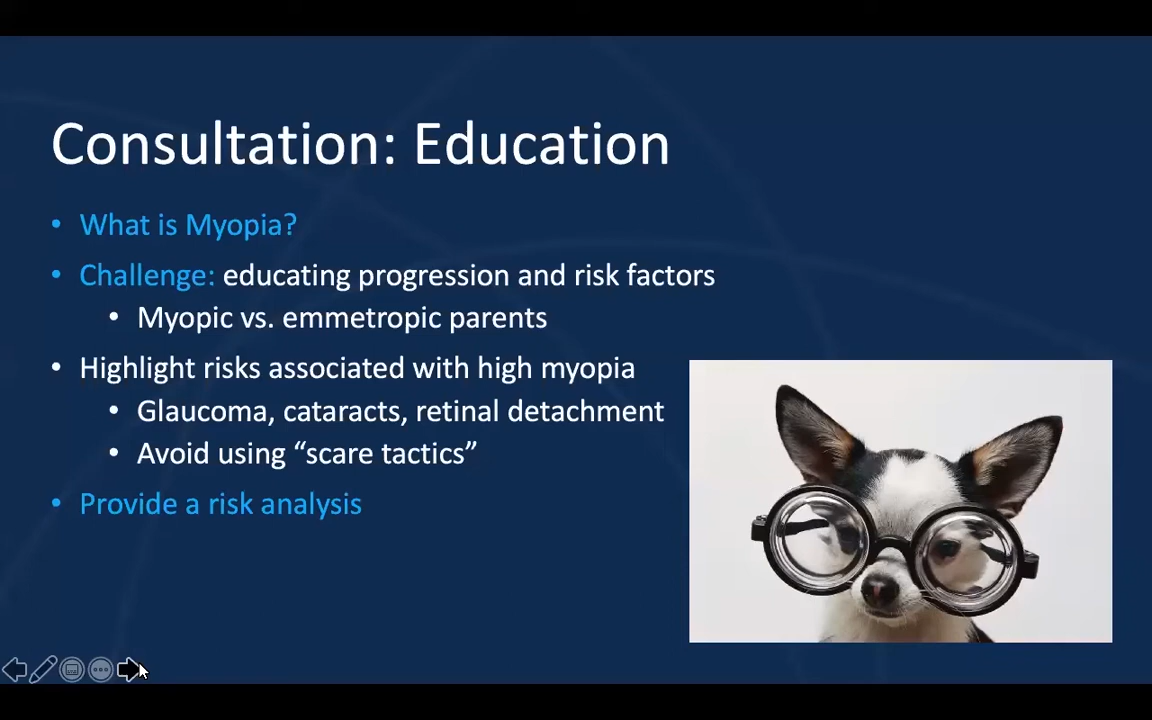 Consultation: Education
• What is Myopia?
• Challenge: educating progression and risk factors
• Myopic vs. emmetropic parents
• Highlight risks associated with high myopia
• Glaucoma, cataracts, retinal detachment
• Avoid using “scare tactics”
• Provide a risk analysis